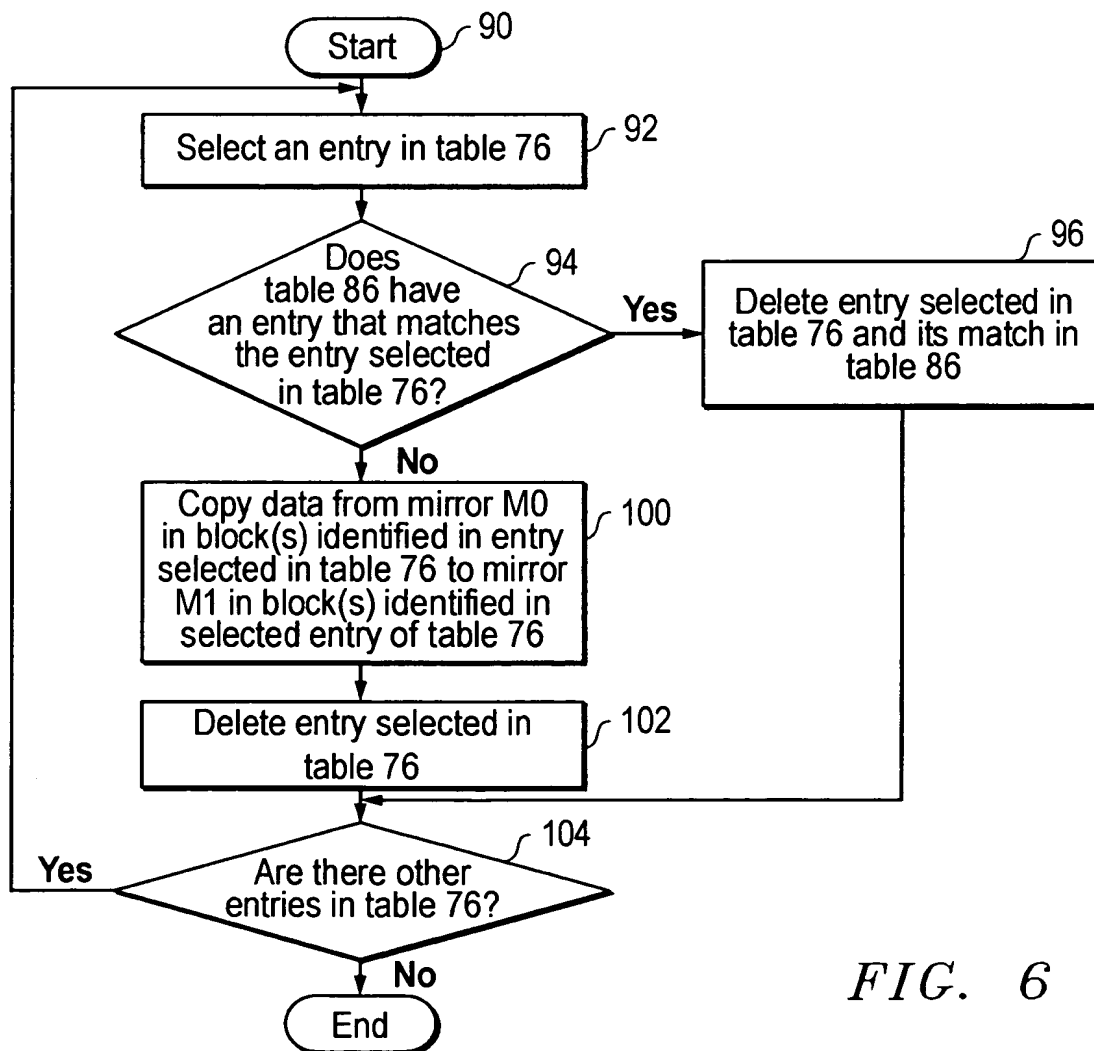 Start
90
Select an entry in table 76
92
Does
table 86 have
an entry that matches
the entry selected
in table 76?
94
Yes
96
Delete entry selected in
table 76 and its match in
table 86
No
Copy data from mirror M0
in block(s) identified in entry
selected in table 76 to mirror
M1 in block(s) identified in
selected entry of table 76
100
Delete entry selected in
table 76
102
104
Yes
Are there other
entries in table 76?
No
End
FIG. 6